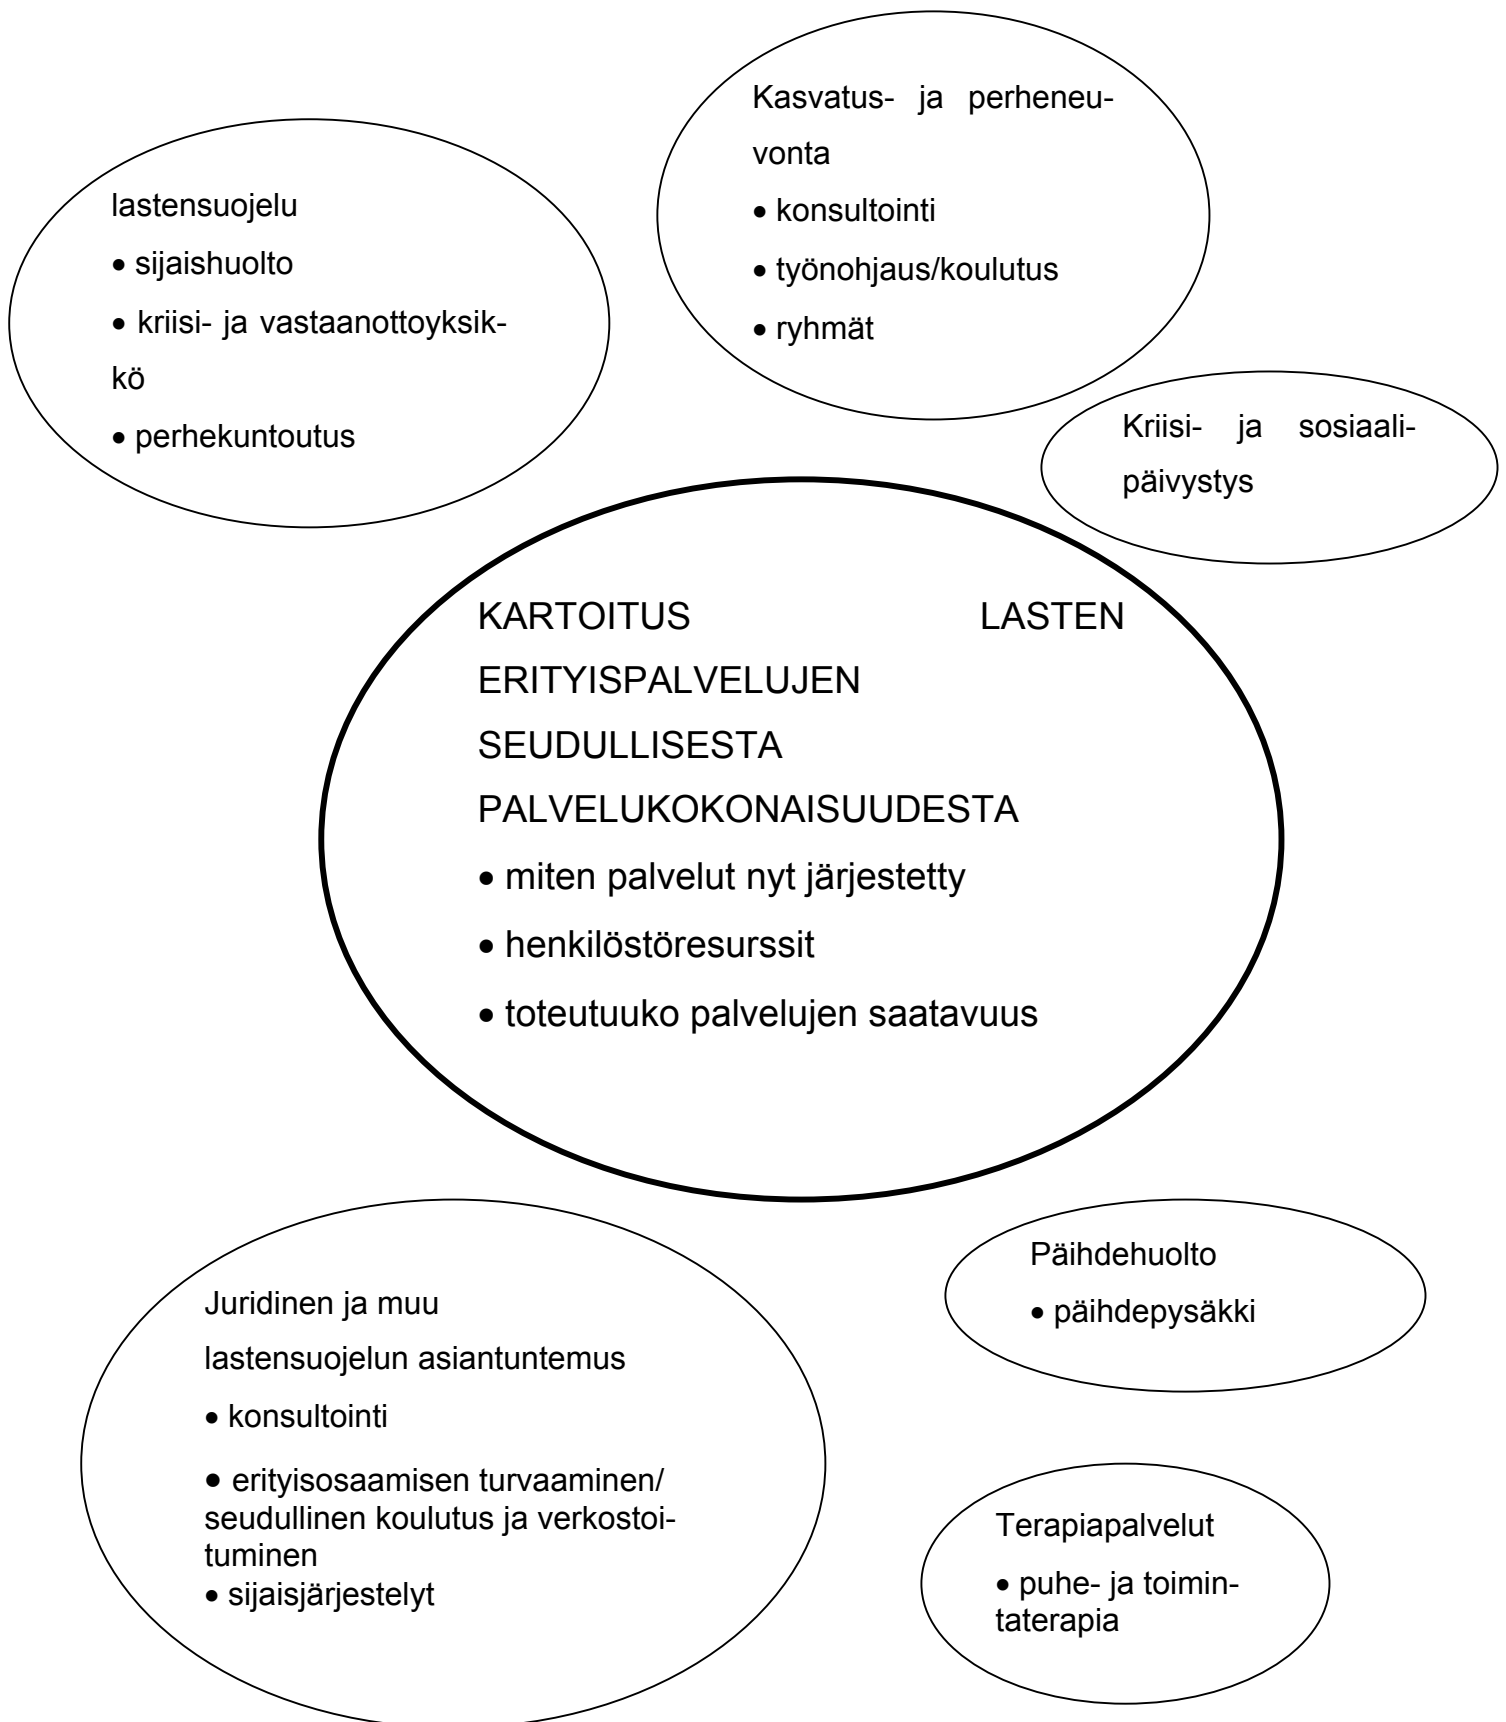 Kasvatus- ja perheneu-
vonta
• konsultointi
• työnohjaus/koulutus
• ryhmät
lastensuojelu
• sijaishuolto
• kriisi- ja vastaanottoyksik-
kö
• perhekuntoutus
Kriisi- ja sosiaali-
päivystys
KARTOITUS LASTEN
ERITYISPALVELUJEN
SEUDULLISESTA
PALVELUKOKONAISUUDESTA
• miten palvelut nyt järjestetty
• henkilöstöresurssit
• toteutuuko palvelujen saatavuus
Juridinen ja muu
lastensuojelun asiantuntemus
• konsultointi
• erityisosaamisen turvaaminen/
seudullinen koulutus ja verkostoi-
tuminen
• sijaisjärjestelyt
Päihdehuolto
• päihdepysäkki
Terapiapalvelut
• puhe- ja toimin-
taterapia